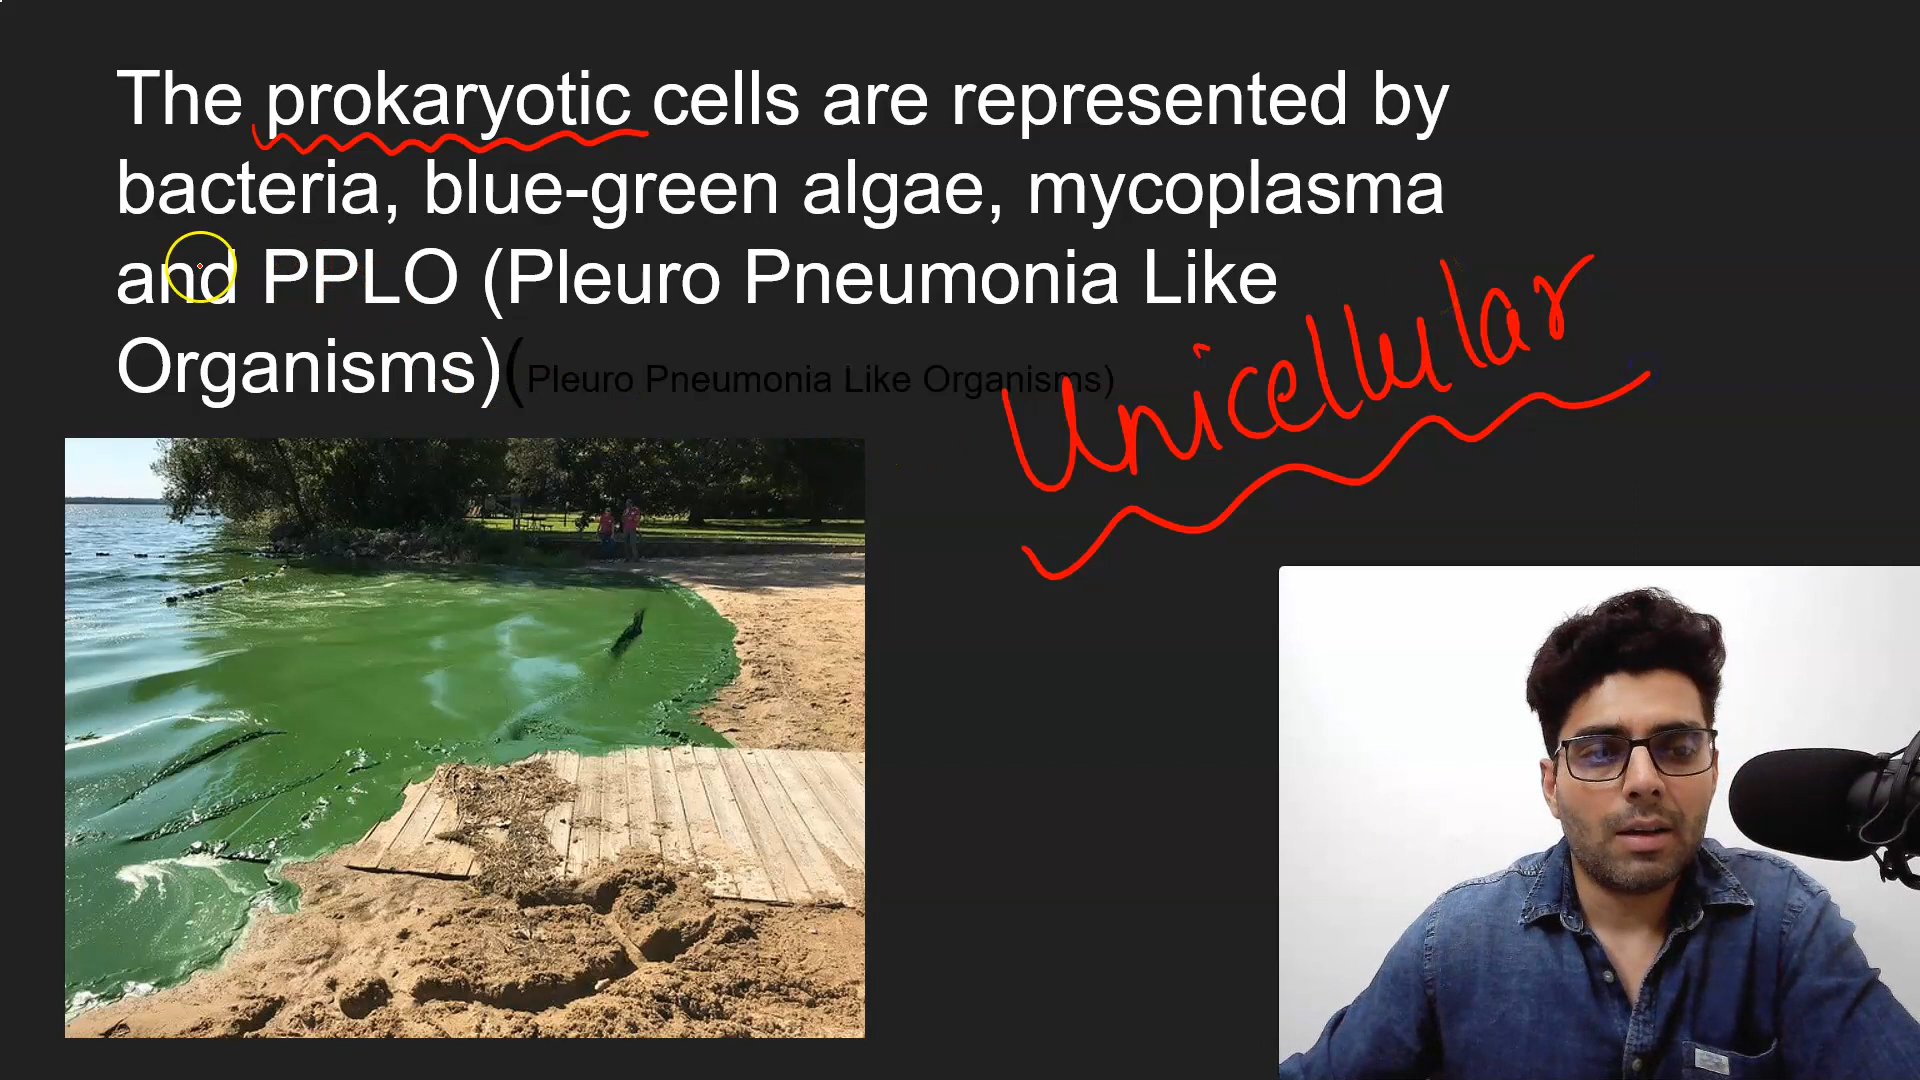 The prokaryotic cells are represented by
bacteria, blue-green algae, mycoplasma
and PPLO (Pleuro Pneumonia Like
Organisms)(Pleuro Pneumonia Like Organisms)
Unicellular